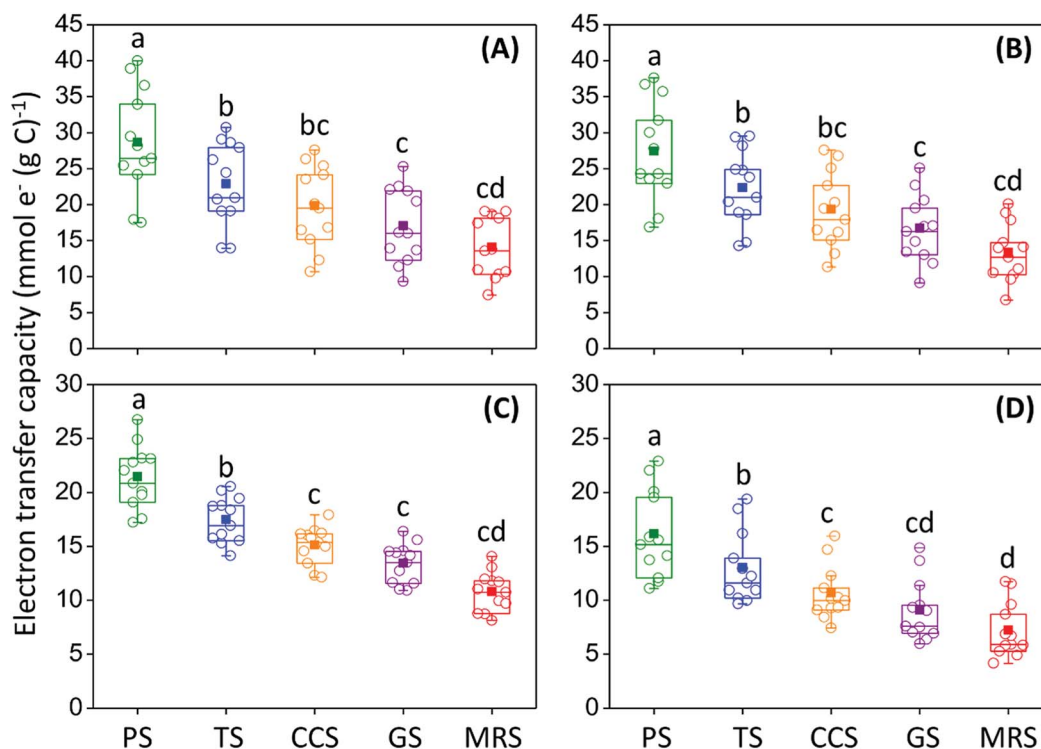 Electron transfer capacity (mmol e⁻ (g C)⁻¹)
(A)
45
40
35
30
25
20
15
10
5
0
a
b
bc
c
cd
(B)
45
40
35
30
25
20
15
10
5
0
a
b
bc
c
cd
(C)
30
25
20
15
10
5
0
a
b
c
c
cd
PS TS CCS GS MRS
(D)
30
25
20
15
10
5
0
a
b
c
cd
d
PS TS CCS GS MRS